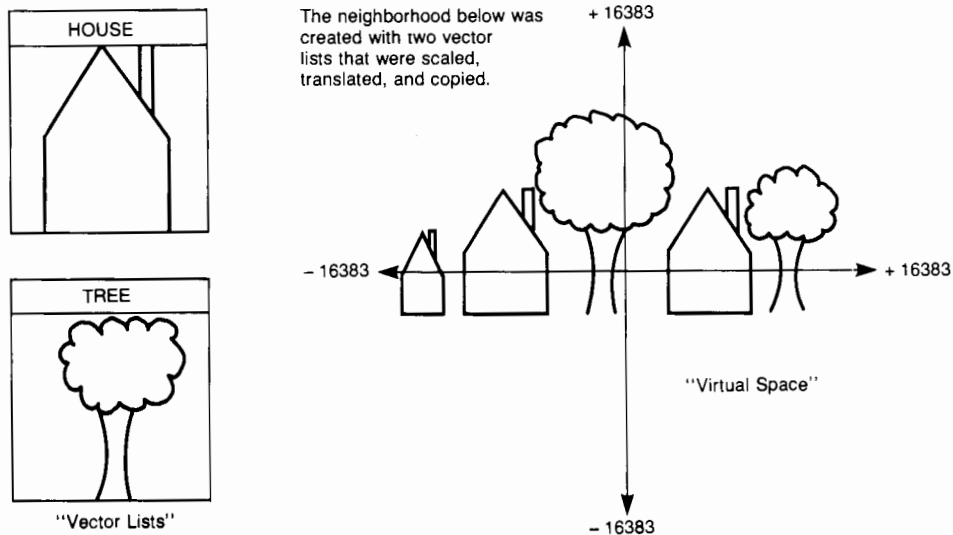 HOUSE
TREE
"Vector Lists"
The neighborhood below was
created with two vector
lists that were scaled,
translated, and copied.
+ 16383
− 16383
+ 16383
"Virtual Space"
− 16383